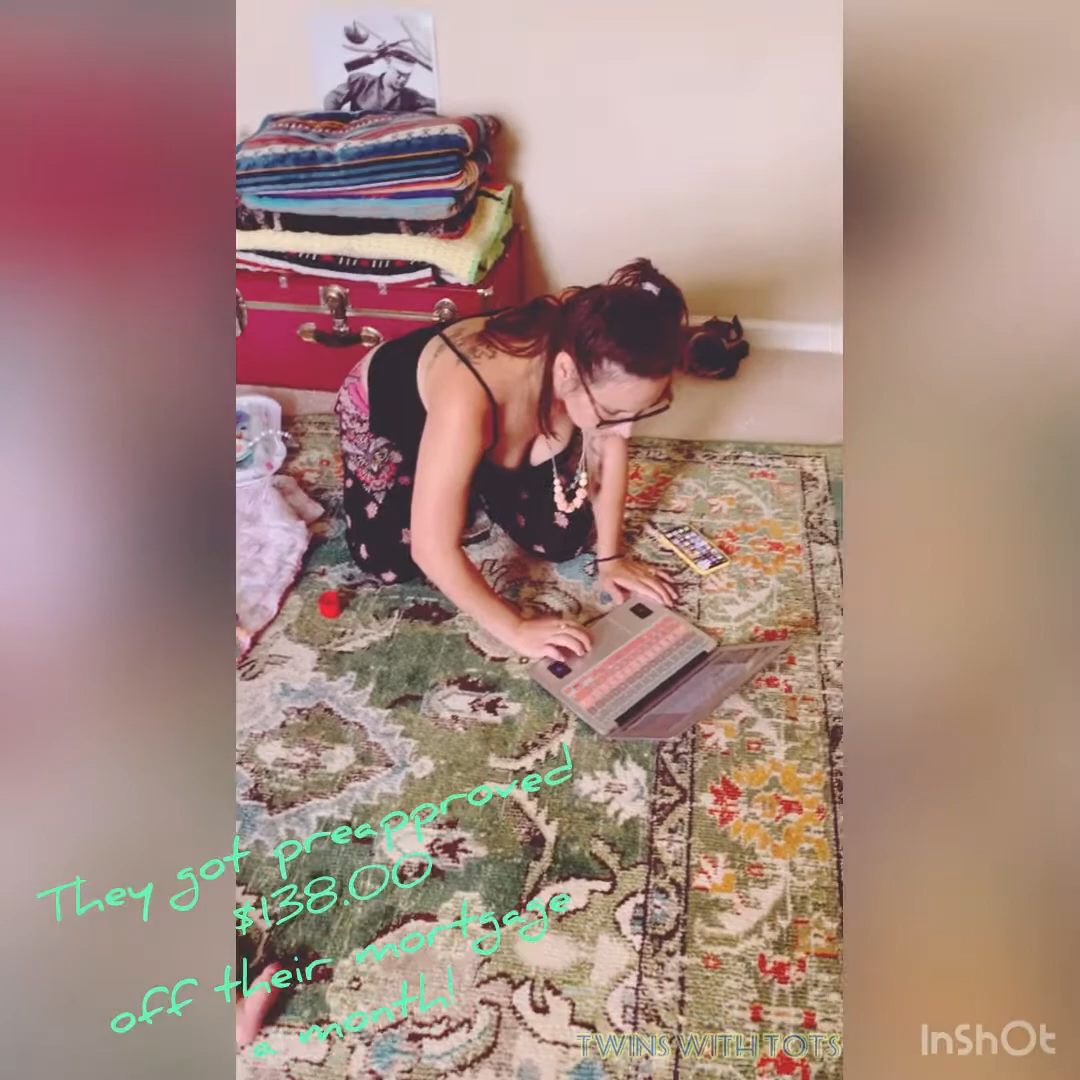 They got preapproved
$138.00
off their mortgage
a month!
TWINS WITH TOTS
InShOt